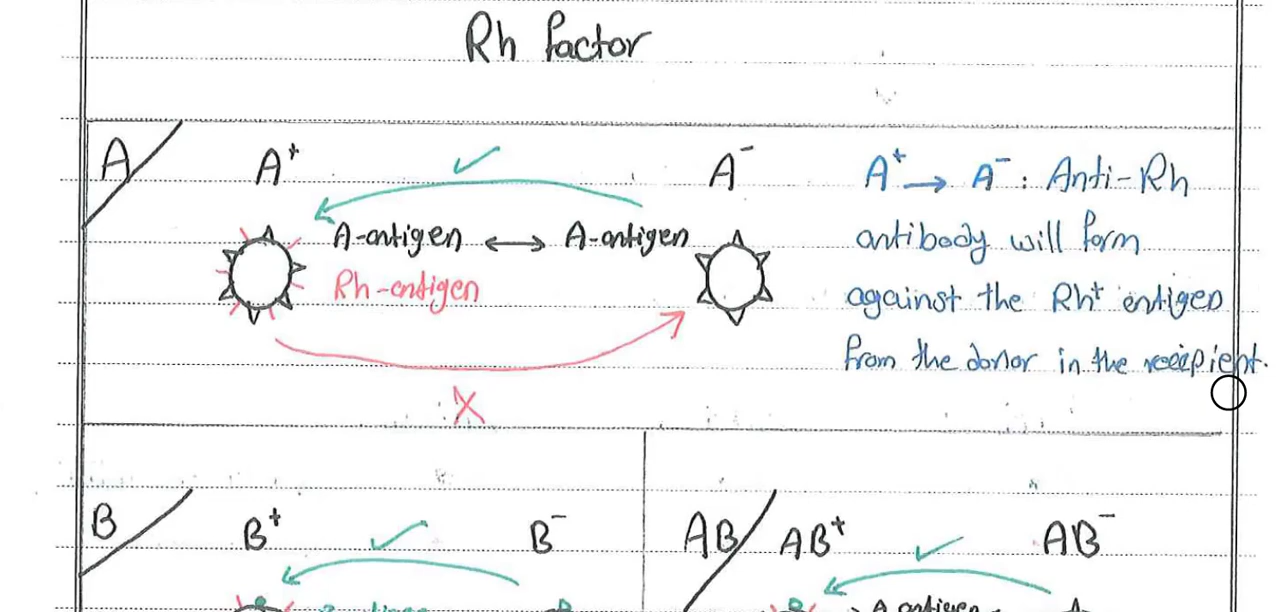 Rh factor
A
A⁺
A⁻
A-antigen ↔ A-antigen
Rh-antigen
X
A⁺ → A⁻ : Anti-Rh
antibody will form
against the Rh⁺ antigen
from the donor in the recipient.
B
B⁺
B⁻
AB
AB⁺
AB⁻
A antigen